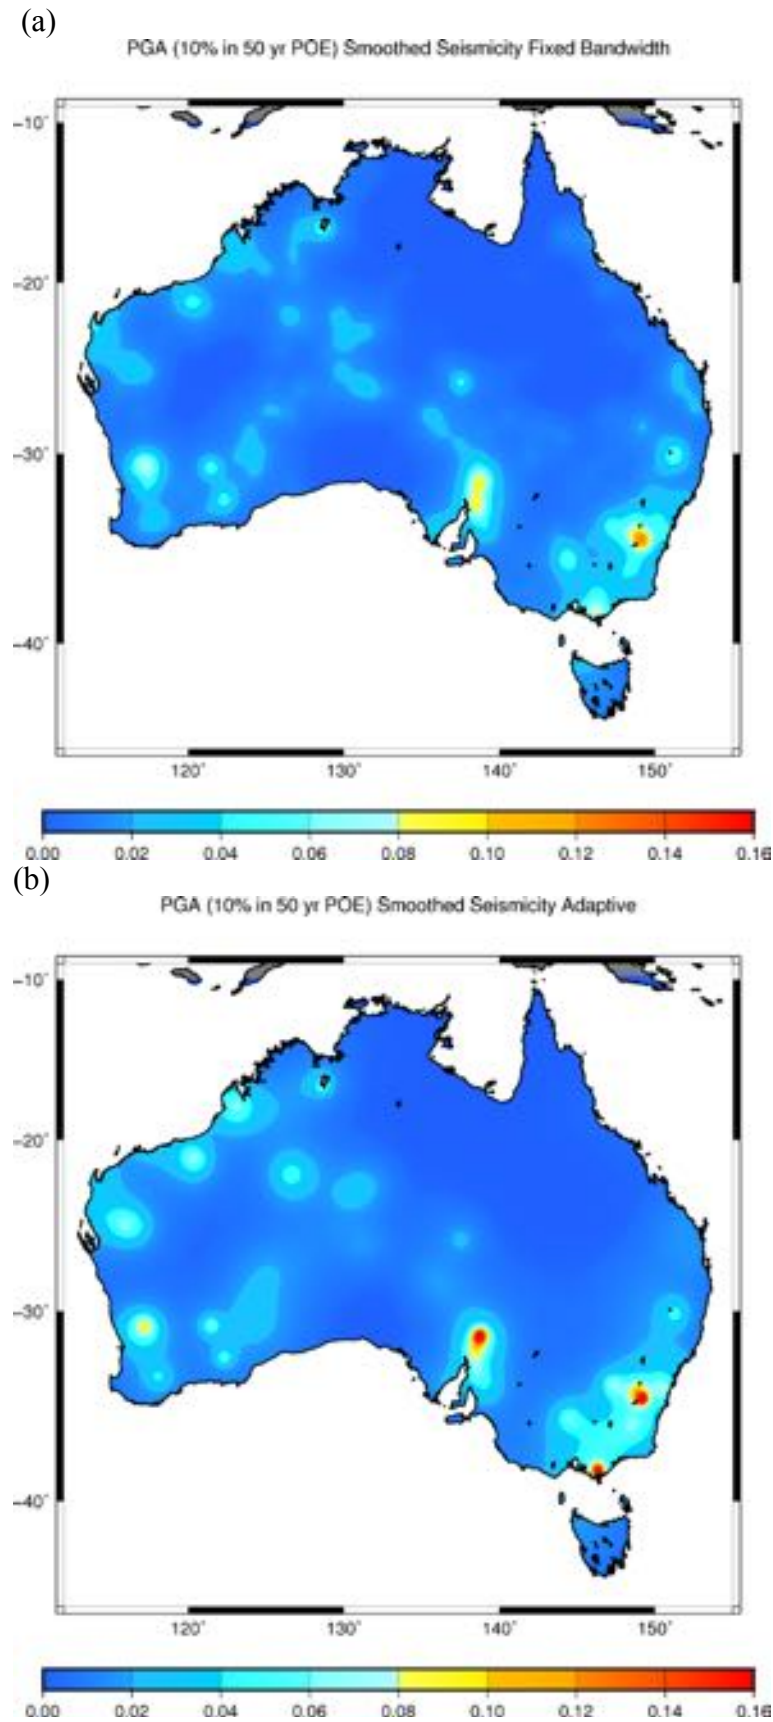 (a)
PGA (10% in 50 yr POE) Smoothed Seismicity Fixed Bandwidth
−10°
−20°
−30°
−40°
120° 130° 140° 150°
0.00 0.02 0.04 0.06 0.08 0.10 0.12 0.14 0.16
(b)
PGA (10% in 50 yr POE) Smoothed Seismicity Adaptive
−10°
−20°
−30°
−40°
120° 130° 140° 150°
0.00 0.02 0.04 0.06 0.08 0.10 0.12 0.14 0.16